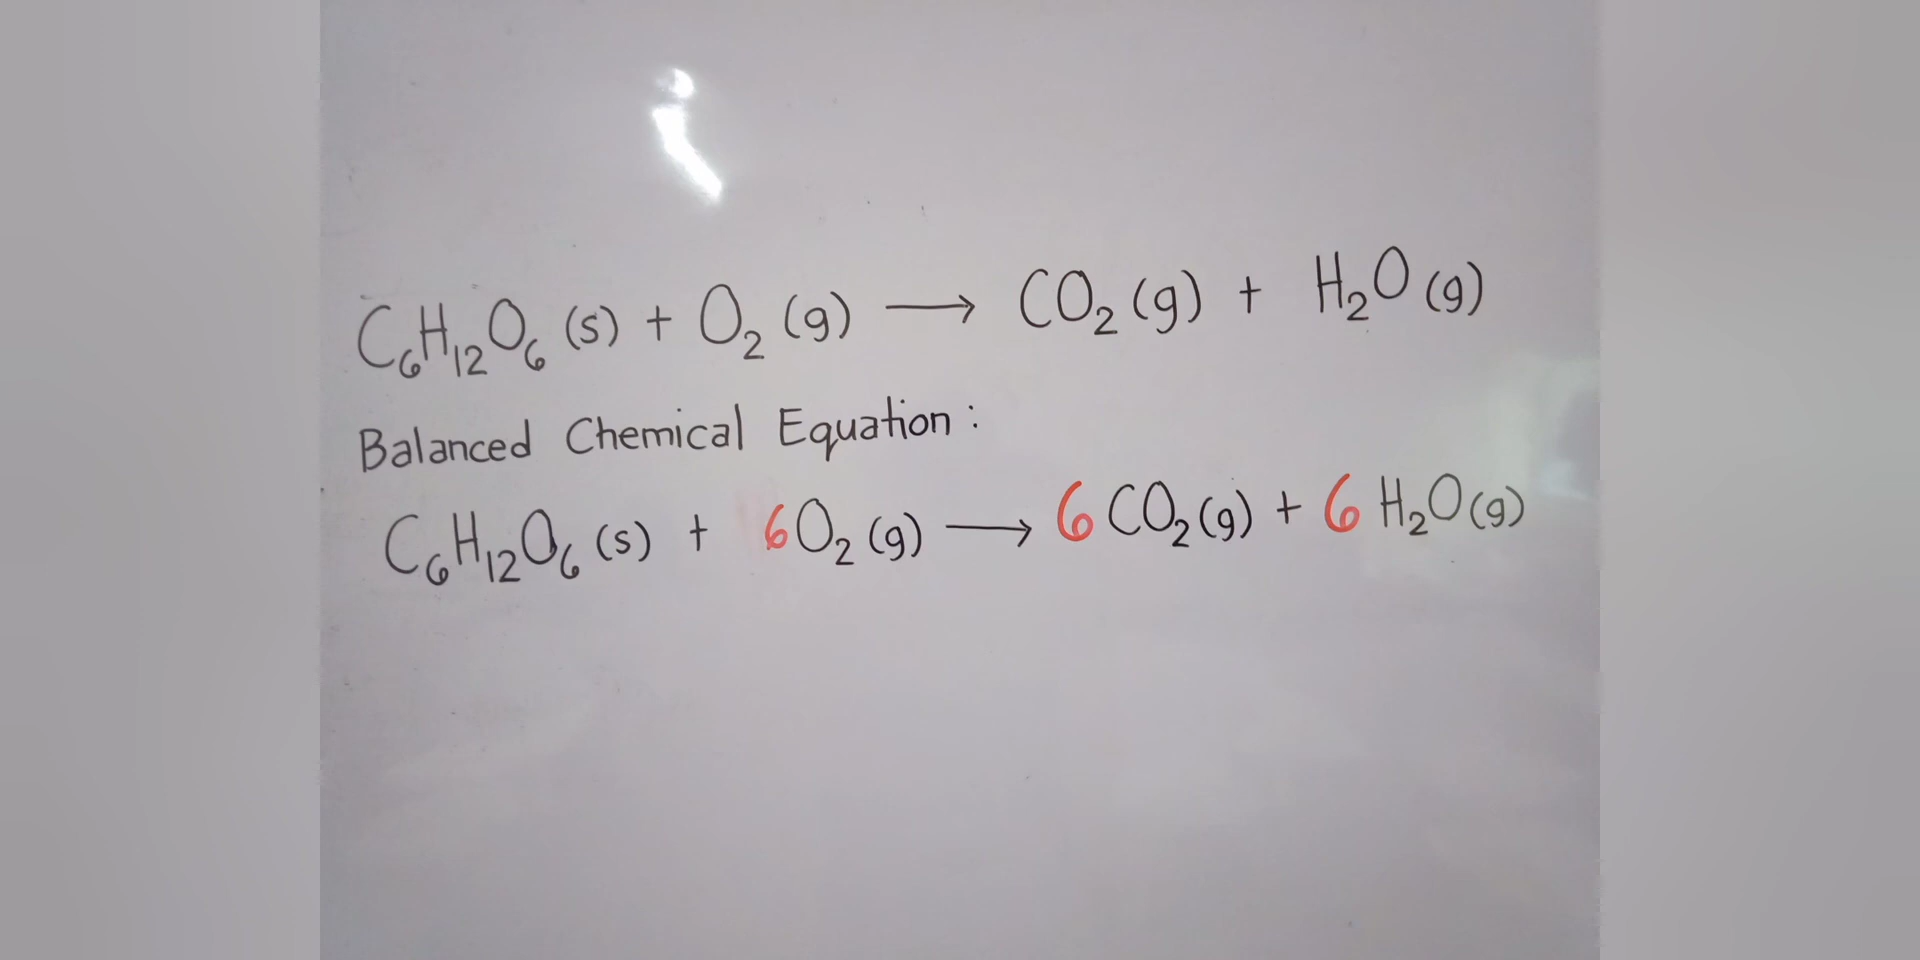 C₆H₁₂O₆ (s) + O₂ (g) ⟶ CO₂ (g) + H₂O (g)
Balanced Chemical Equation :
C₆H₁₂O₆ (s) + 6O₂ (g) ⟶ 6 CO₂ (g) + 6 H₂O (g)